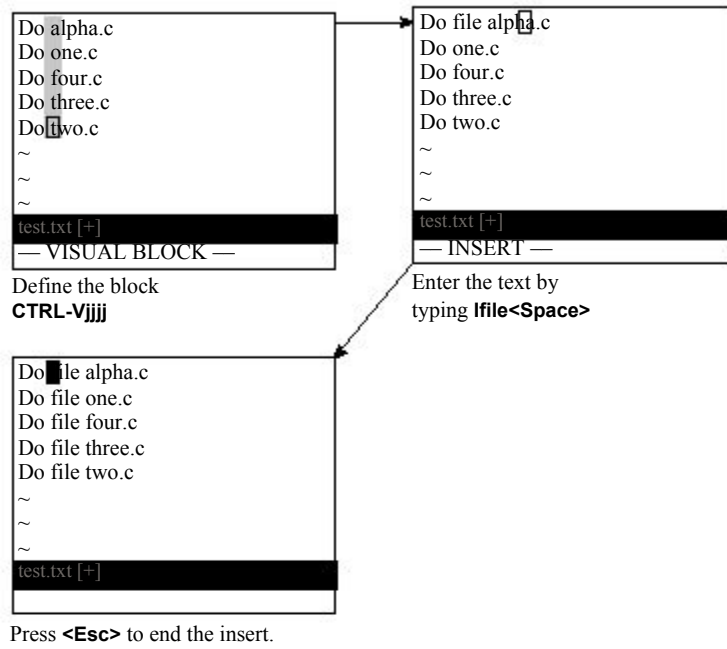 Do alpha.c
Do one.c
Do four.c
Do three.c
Do two.c
~
~
~
test.txt [+]
— VISUAL BLOCK —
Define the block
CTRL-Vjjjj
Do file alpha.c
Do one.c
Do four.c
Do three.c
Do two.c
~
~
~
test.txt [+]
— INSERT —
Enter the text by
typing Ifile<Space>
Do file alpha.c
Do file one.c
Do file four.c
Do file three.c
Do file two.c
~
~
~
test.txt [+]
Press <Esc> to end the insert.